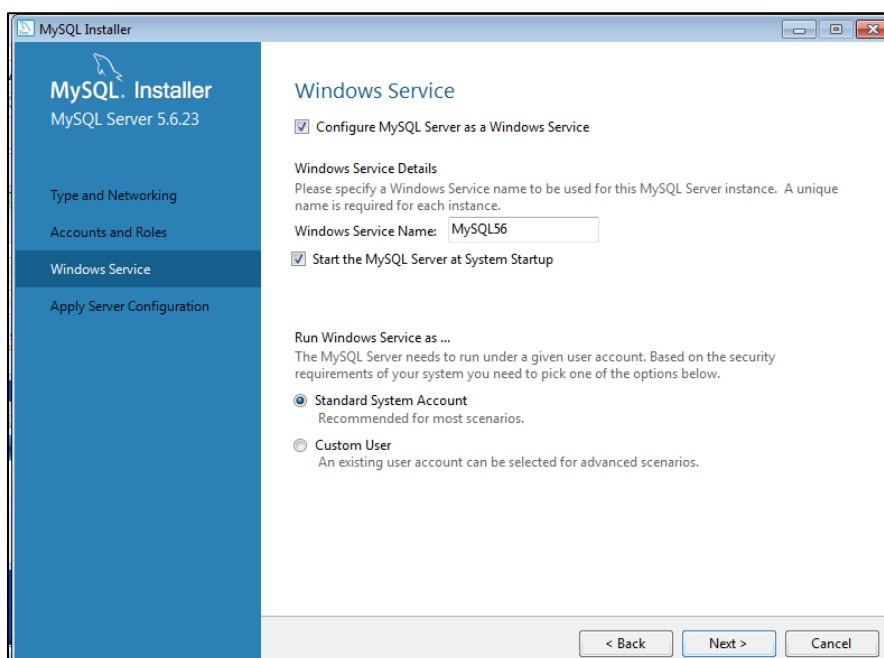 MySQL Installer
MySQL. Installer
MySQL Server 5.6.23
Type and Networking
Accounts and Roles
Windows Service
Apply Server Configuration
Windows Service
Configure MySQL Server as a Windows Service
Windows Service Details
Please specify a Windows Service name to be used for this MySQL Server instance. A unique
name is required for each instance.
Windows Service Name: MySQL56
Start the MySQL Server at System Startup
Run Windows Service as ...
The MySQL Server needs to run under a given user account. Based on the security
requirements of your system you need to pick one of the options below.
Standard System Account
Recommended for most scenarios.
Custom User
An existing user account can be selected for advanced scenarios.
< Back Next > Cancel